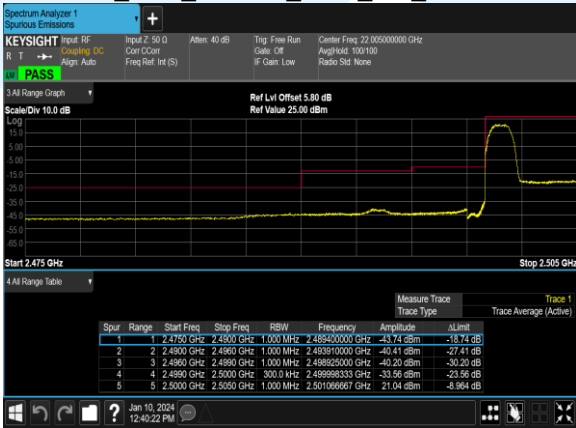 Spectrum Analyzer 1
Spurious Emissions
+
KEYSIGHT Input: RF Input Z: 50 Ω Atten: 40 dB Trig: Free Run Center Freq: 22.005000000 GHz
R T Coupling: DC Corr CCorr Gate: Off Avg|Hold: 100/100
Align: Auto Freq Ref: Int (S) IF Gain: Low Radio Std: None
PASS
3 All Range Graph
Ref Lvl Offset 5.80 dB
Scale/Div 10.0 dB Ref Value 25.00 dBm
Log
15.0
5.00
-5.00
-15.0
-25.0
-35.0
-45.0
-55.0
-65.0
Start 2.475 GHz Stop 2.505 GHz
4 All Range Table
Measure Trace Trace 1
Trace Type Trace Average (Active)
Spur Range Start Freq Stop Freq RBW Frequency Amplitude ΔLimit
1 1 2.4750 GHz 2.4900 GHz 1.000 MHz 2.489400000 GHz -43.74 dBm -18.74 dB
2 2 2.4900 GHz 2.4960 GHz 1.000 MHz 2.493910000 GHz -40.41 dBm -27.41 dB
3 3 2.4960 GHz 2.4990 GHz 1.000 MHz 2.498925000 GHz -40.20 dBm -30.20 dB
4 4 2.4990 GHz 2.5000 GHz 300.0 kHz 2.499998333 GHz -33.56 dBm -23.56 dB
5 5 2.5000 GHz 2.5050 GHz 1.000 MHz 2.501066667 GHz 21.04 dBm -8.964 dB
? Jan 10, 2024
12:40:22 PM